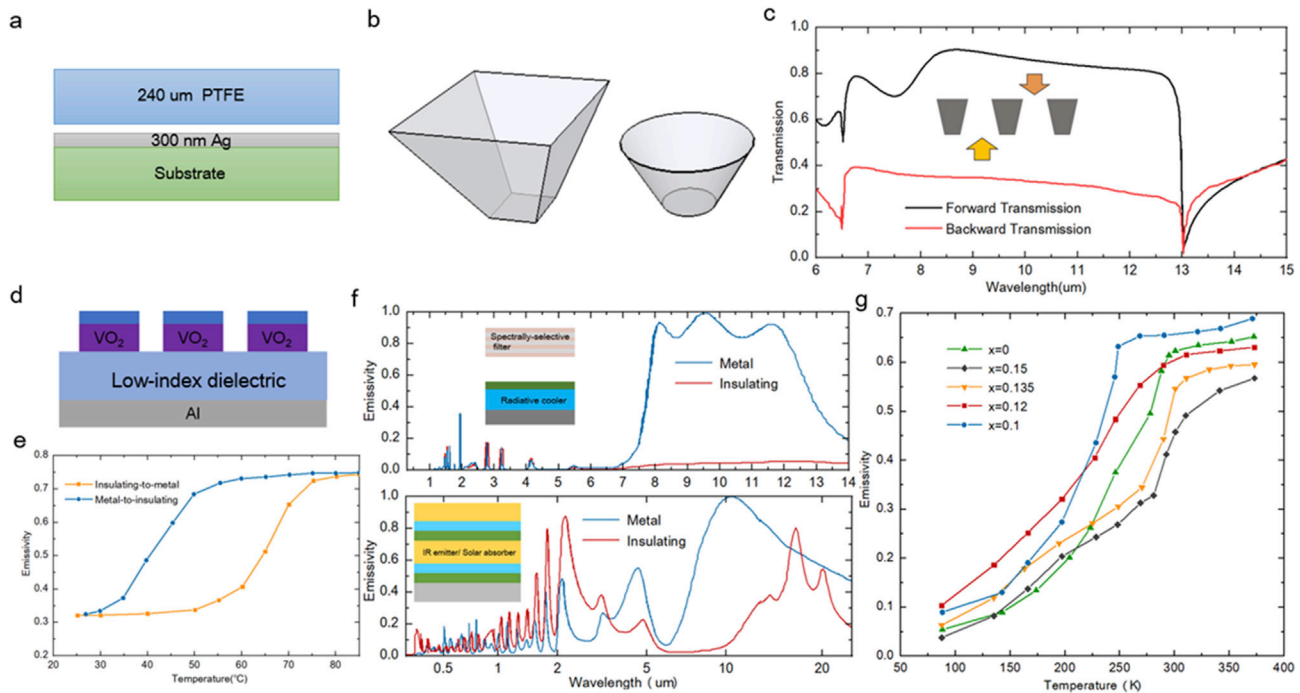 a
240 um PTFE
300 nm Ag
Substrate
b
c
1.0
0.8
0.6
0.4
0.2
0.0
Transmission
Forward Transmission
Backward Transmission
6 7 8 9 10 11 12 13 14 15
Wavelength(um)
d
VO2 VO2 VO2
Low-index dielectric
Al
e
0.9
0.8
0.7
0.6
0.5
0.4
0.3
0.2
Emissivity
Insulating-to-metal
Metal-to-insulating
20 30 40 50 60 70 80
Temperature(°C)
f
1.0
0.8
0.6
0.4
0.2
0.0
Emissivity
Spectrally-selective
filter
Radiative cooler
Metal
Insulating
1 2 3 4 5 6 7 8 9 10 11 12 13 14
1.0
0.8
0.6
0.4
0.2
0.0
Emissivity
IR emitter/ Solar absorber
Metal
Insulating
0.5 1 2 5 10 20
Wavelength ( um)
g
0.7
0.6
0.5
0.4
0.3
0.2
0.1
0.0
Emissivity
x=0
x=0.15
x=0.135
x=0.12
x=0.1
50 100 150 200 250 300 350 400
Temperature ( K)